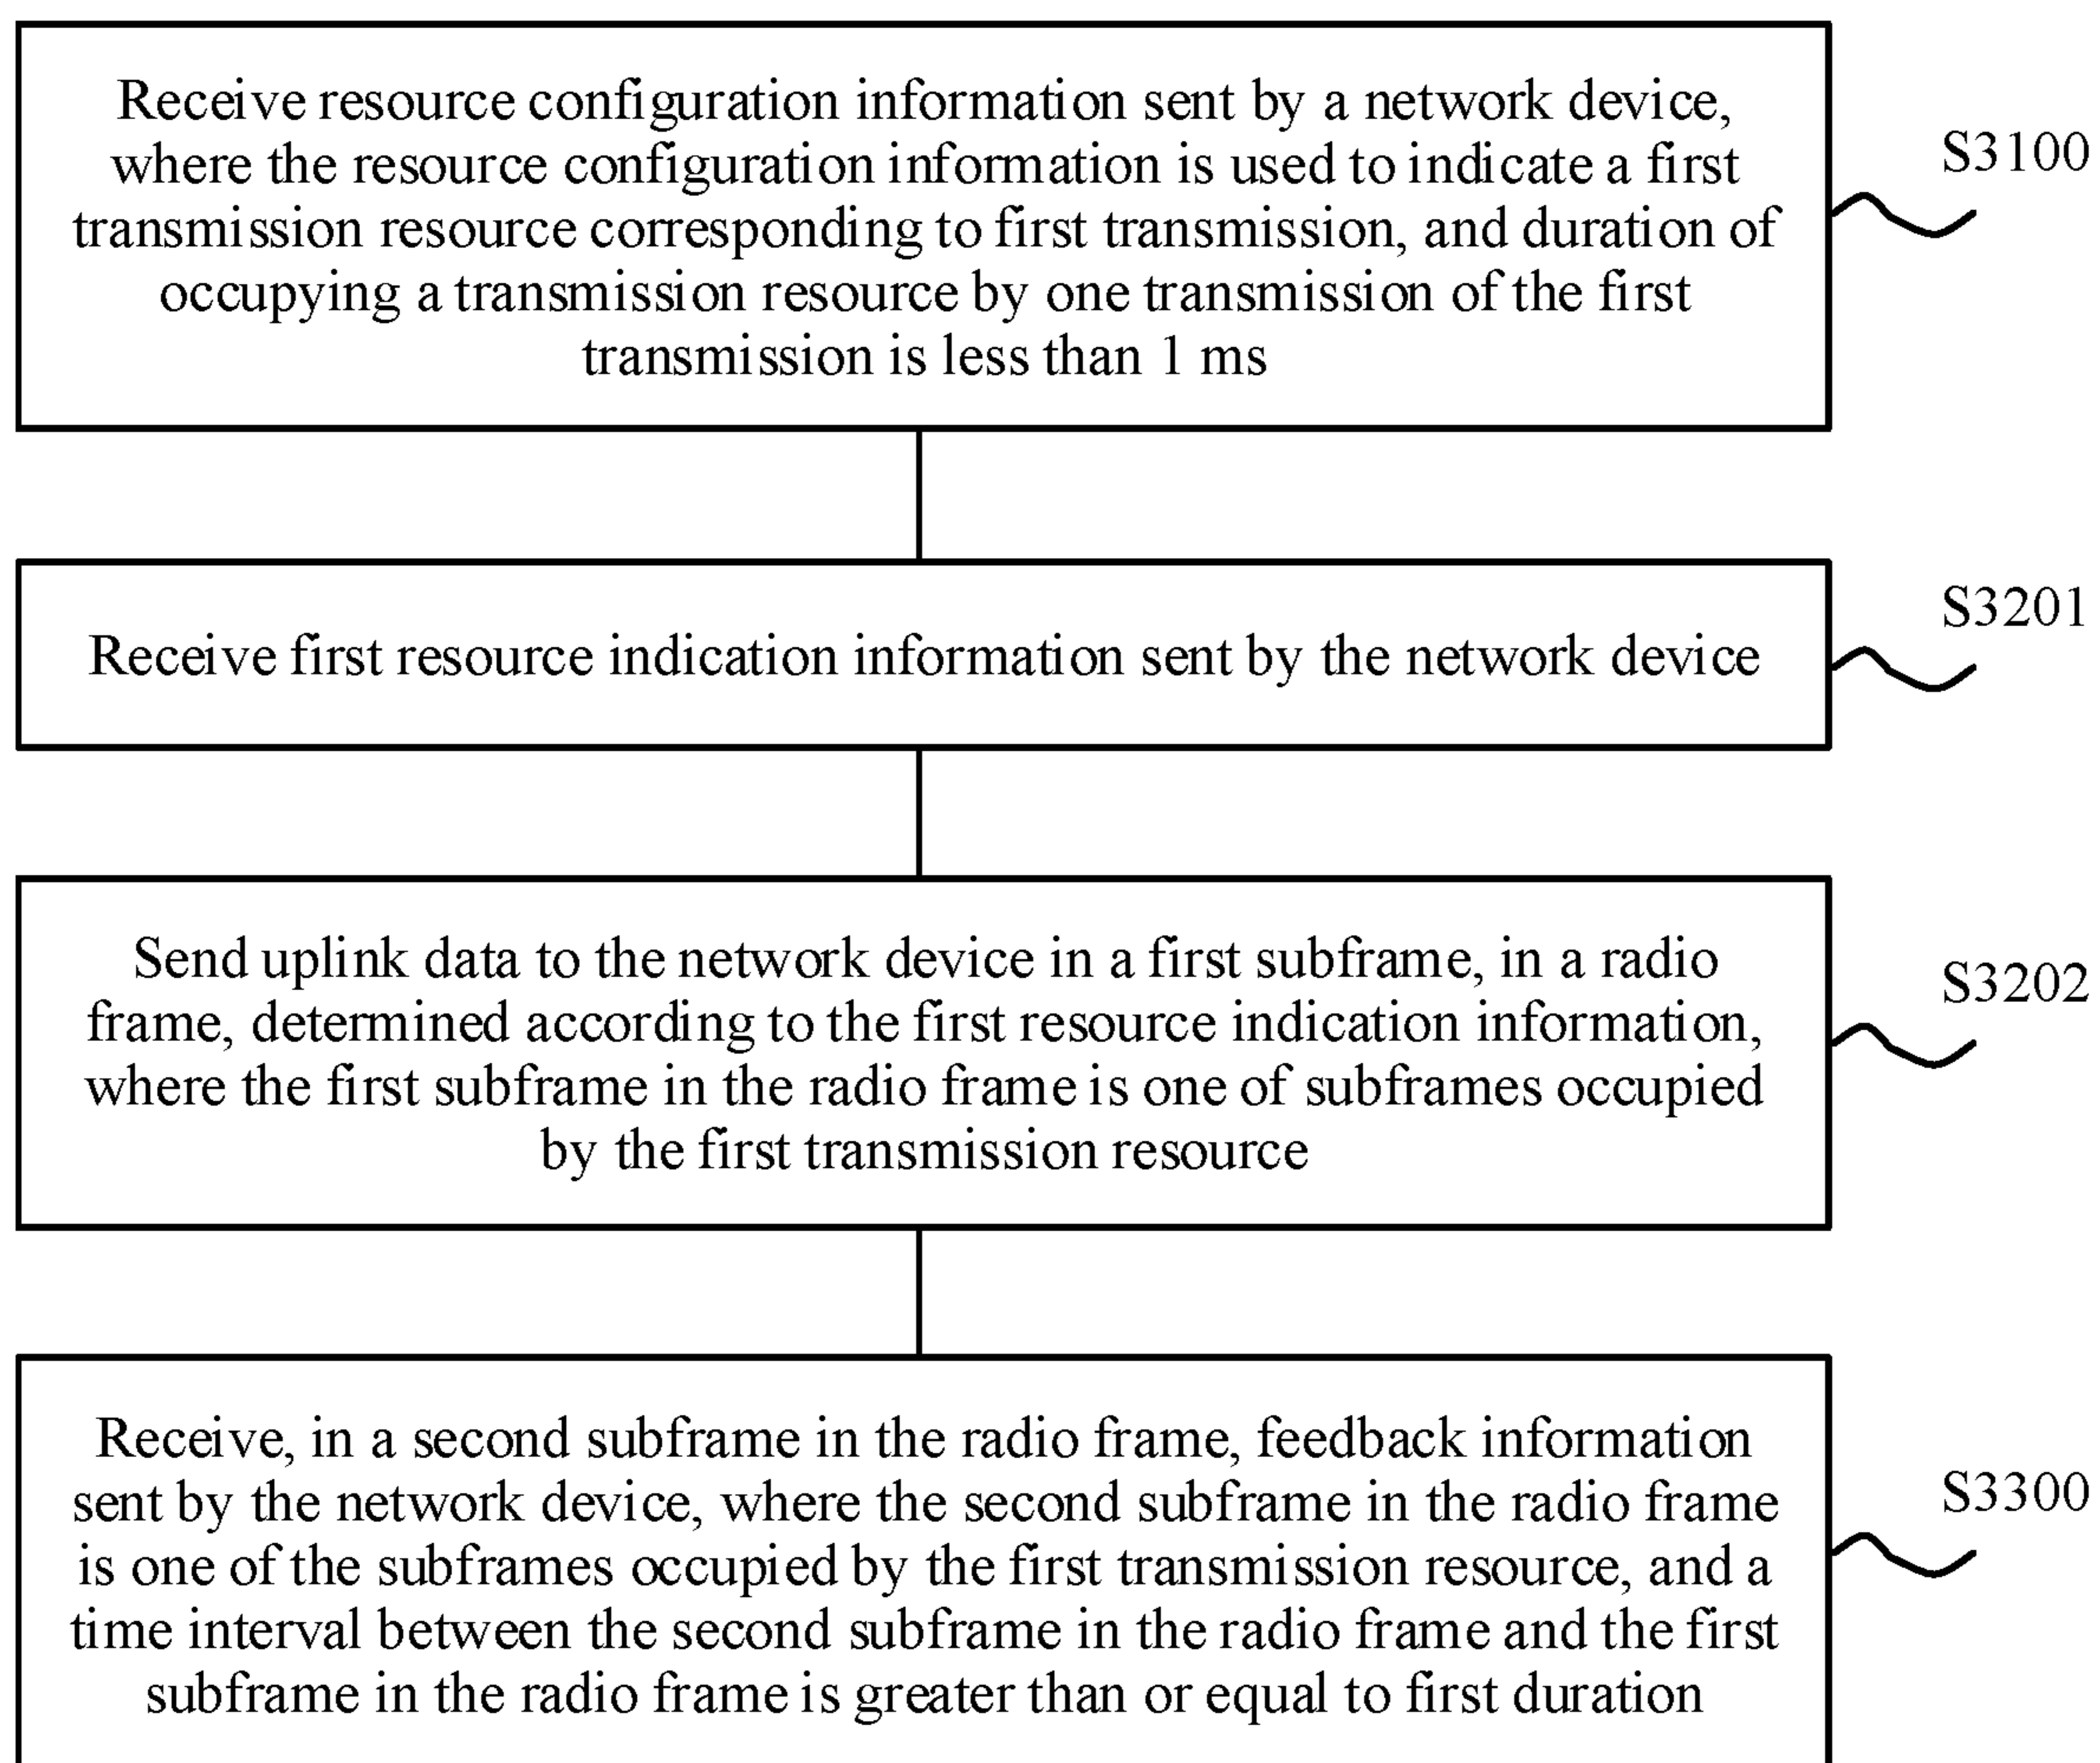 Receive resource configuration information sent by a network device,
where the resource configuration information is used to indicate a first
transmission resource corresponding to first transmission, and duration of
occupying a transmission resource by one transmission of the first
transmission is less than 1 ms
S3100
Receive first resource indication information sent by the network device
S3201
Send uplink data to the network device in a first subframe, in a radio
frame, determined according to the first resource indication information,
where the first subframe in the radio frame is one of subframes occupied
by the first transmission resource
S3202
Receive, in a second subframe in the radio frame, feedback information
sent by the network device, where the second subframe in the radio frame
is one of the subframes occupied by the first transmission resource, and a
time interval between the second subframe in the radio frame and the first
subframe in the radio frame is greater than or equal to first duration
S3300